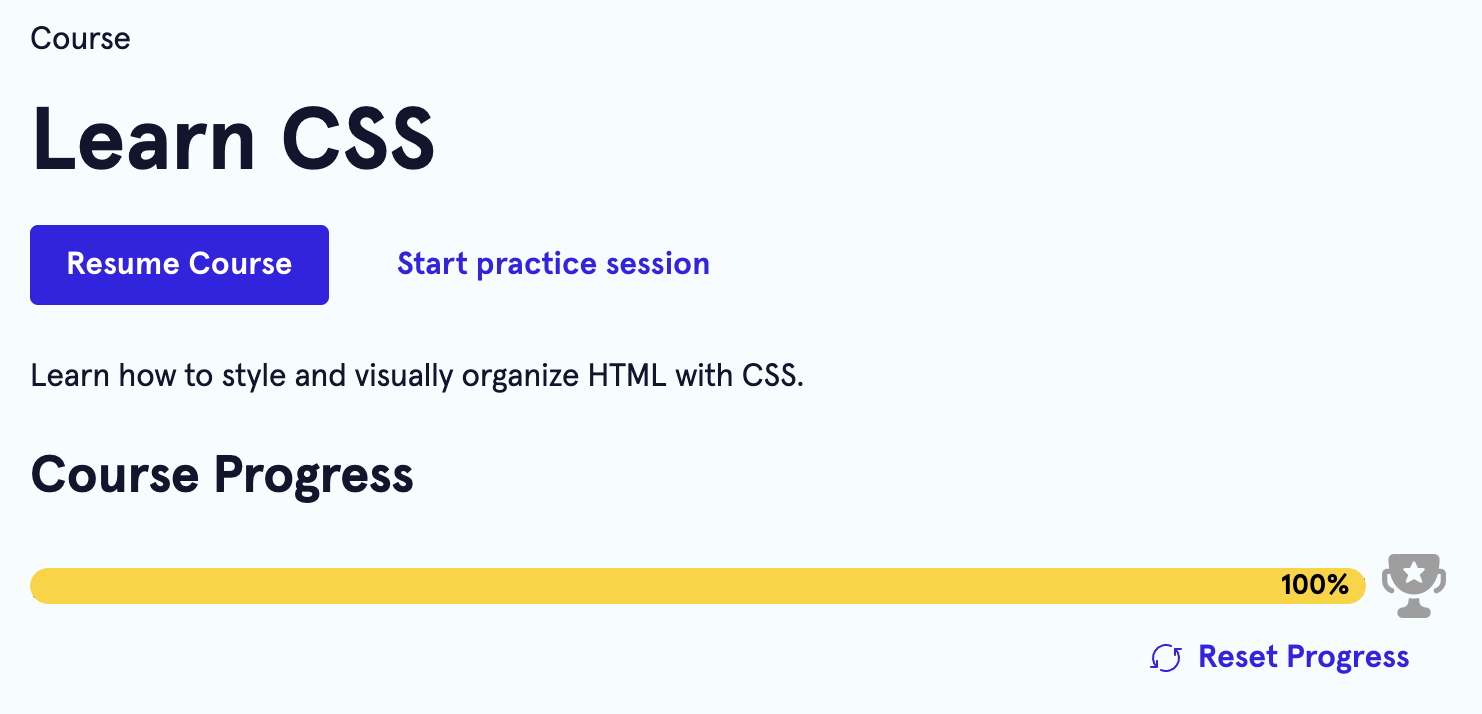 Course
Learn CSS
Resume Course Start practice session
Learn how to style and visually organize HTML with CSS.
Course Progress
100%
Reset Progress